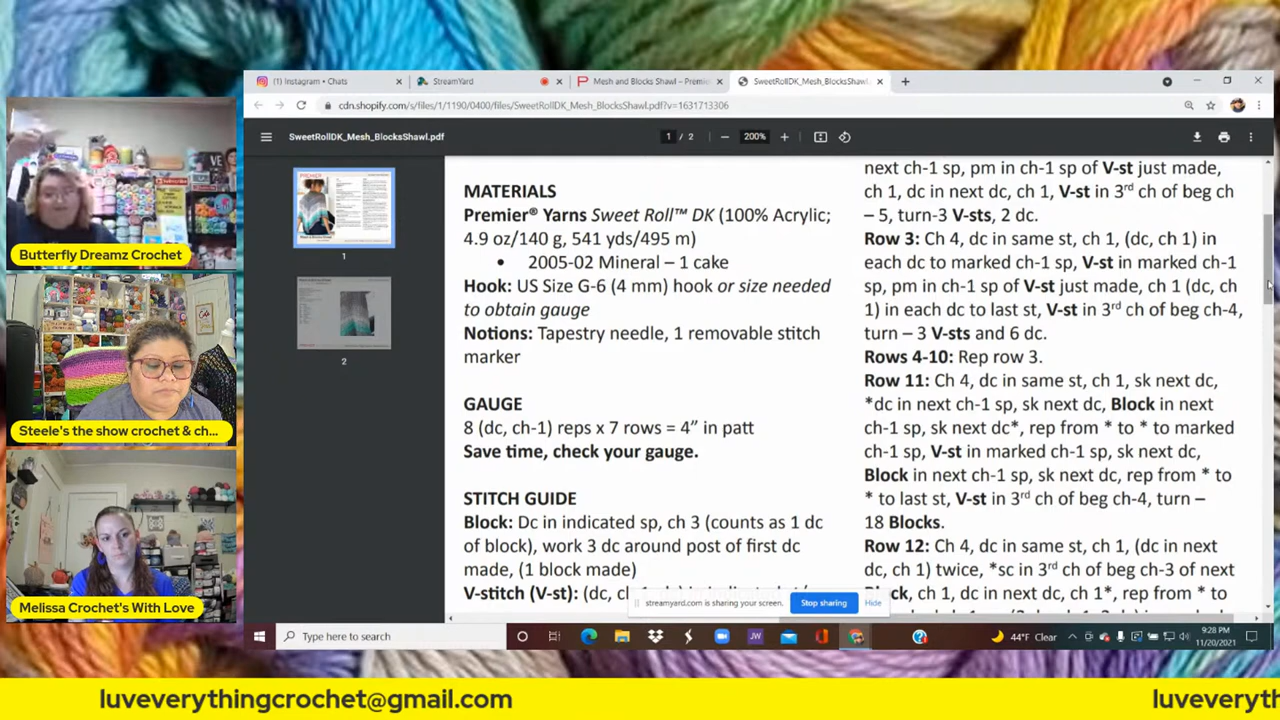 Instagram • Chats
StreamYard
Mesh and Blocks Shawl – Premi
SweetRollDK_Mesh_BlocksShawl.
cdn.shopify.com/s/files/1/1190/0400/files/SweetRollDK_Mesh_BlocksShawl.pdf?v=1631713306
SweetRollDK_Mesh_BlocksShawl.pdf
1 / 2
200%
1
2
MATERIALS
Premier® Yarns Sweet Roll™ DK (100% Acrylic;
4.9 oz/140 g, 541 yds/495 m)
• 2005-02 Mineral – 1 cake
Hook: US Size G-6 (4 mm) hook or size needed
to obtain gauge
Notions: Tapestry needle, 1 removable stitch
marker
GAUGE
8 (dc, ch-1) reps x 7 rows = 4” in patt
Save time, check your gauge.
STITCH GUIDE
Block: Dc in indicated sp, ch 3 (counts as 1 dc
of block), work 3 dc around post of first dc
made, (1 block made)
V-stitch (V-st): (dc, ch
next ch-1 sp, pm in ch-1 sp of V-st just made,
ch 1, dc in next dc, ch 1, V-st in 3rd ch of beg ch
– 5, turn-3 V-sts, 2 dc.
Row 3: Ch 4, dc in same st, ch 1, (dc, ch 1) in
each dc to marked ch-1 sp, V-st in marked ch-1
sp, pm in ch-1 sp of V-st just made, ch 1 (dc, ch
1) in each dc to last st, V-st in 3rd ch of beg ch-4,
turn – 3 V-sts and 6 dc.
Rows 4-10: Rep row 3.
Row 11: Ch 4, dc in same st, ch 1, sk next dc,
*dc in next ch-1 sp, sk next dc, Block in next
ch-1 sp, sk next dc*, rep from * to * to marked
ch-1 sp, V-st in marked ch-1 sp, sk next dc,
Block in next ch-1 sp, sk next dc, rep from * to
* to last st, V-st in 3rd ch of beg ch-4, turn –
18 Blocks.
Row 12: Ch 4, dc in same st, ch 1, (dc in next
dc, ch 1) twice, *sc in 3rd ch of beg ch-3 of next
ck, ch 1, dc in next dc, ch 1*, rep from * to
streamyard.com is sharing your screen.
Stop sharing
Hide
Butterfly Dreamz Crochet
Steele's the show crochet & ch...
Melissa Crochet's With Love
Type here to search
JW
44°F Clear
9:28 PM
11/20/2021
luveverythingcrochet@gmail.com
luveveryth